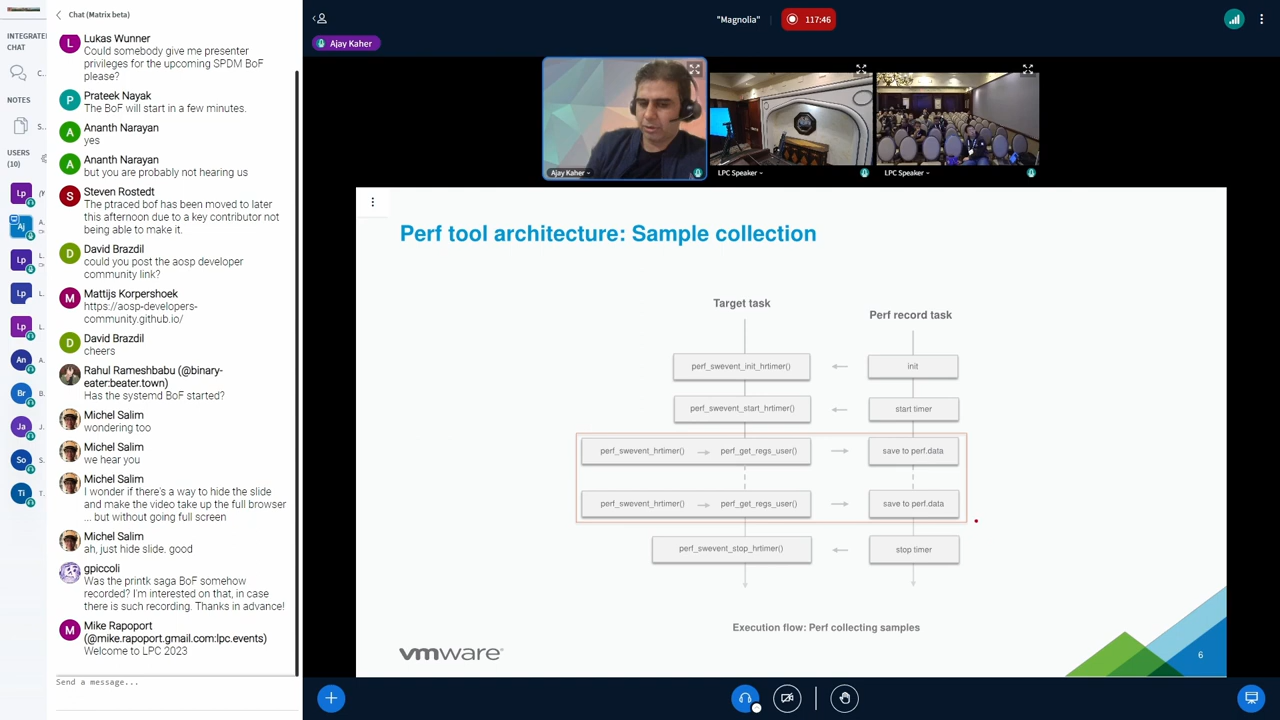 INTEGRATE
CHAT
C..
NOTES
S..
USERS
(10)
Lp
Aj
A.
Lp
L.
Lp
L.
Lp
L.
An
A.
Br
B.
Ja
J.
So
S.
Ti
T.
Chat (Matrix beta)
L
Lukas Wunner
Could somebody give me presenter
privileges for the upcoming SPDM BoF
please?
P
Prateek Nayak
The BoF will start in a few minutes.
A
Ananth Narayan
yes
A
Ananth Narayan
but you are probably not hearing us
S
Steven Rostedt
The ptraced bof has been moved to later
this afternoon due to a key contributor not
being able to make it.
D
David Brazdil
could you post the aosp developer
community link?
M
Mattijs Korpershoek
https://aosp-developers-
community.github.io/
D
David Brazdil
cheers
Rahul Rameshbabu (@binary-
eater:beater.town)
Has the systemd BoF started?
Michel Salim
wondering too
Michel Salim
we hear you
Michel Salim
I wonder if there's a way to hide the slide
and make the video take up the full browser
... but without going full screen
Michel Salim
ah, just hide slide. good
gpiccoli
Was the printk saga BoF somehow
recorded? I'm interested on that, in case
there is such recording. Thanks in advance!
M
Mike Rapoport
(@mike.rapoport.gmail.com:lpc.events)
Welcome to LPC 2023
Send a message...
"Magnolia"
117:46
Ajay Kaher
Ajay Kaher
LPC Speaker
LPC Speaker
Perf tool architecture: Sample collection
Target task
Perf record task
perf_swevent_init_hrtimer()
init
perf_swevent_start_hrtimer()
start timer
perf_swevent_hrtimer()
perf_get_regs_user()
save to perf.data
perf_swevent_hrtimer()
perf_get_regs_user()
save to perf.data
perf_swevent_stop_hrtimer()
stop timer
Execution flow: Perf collecting samples
vmware®
6